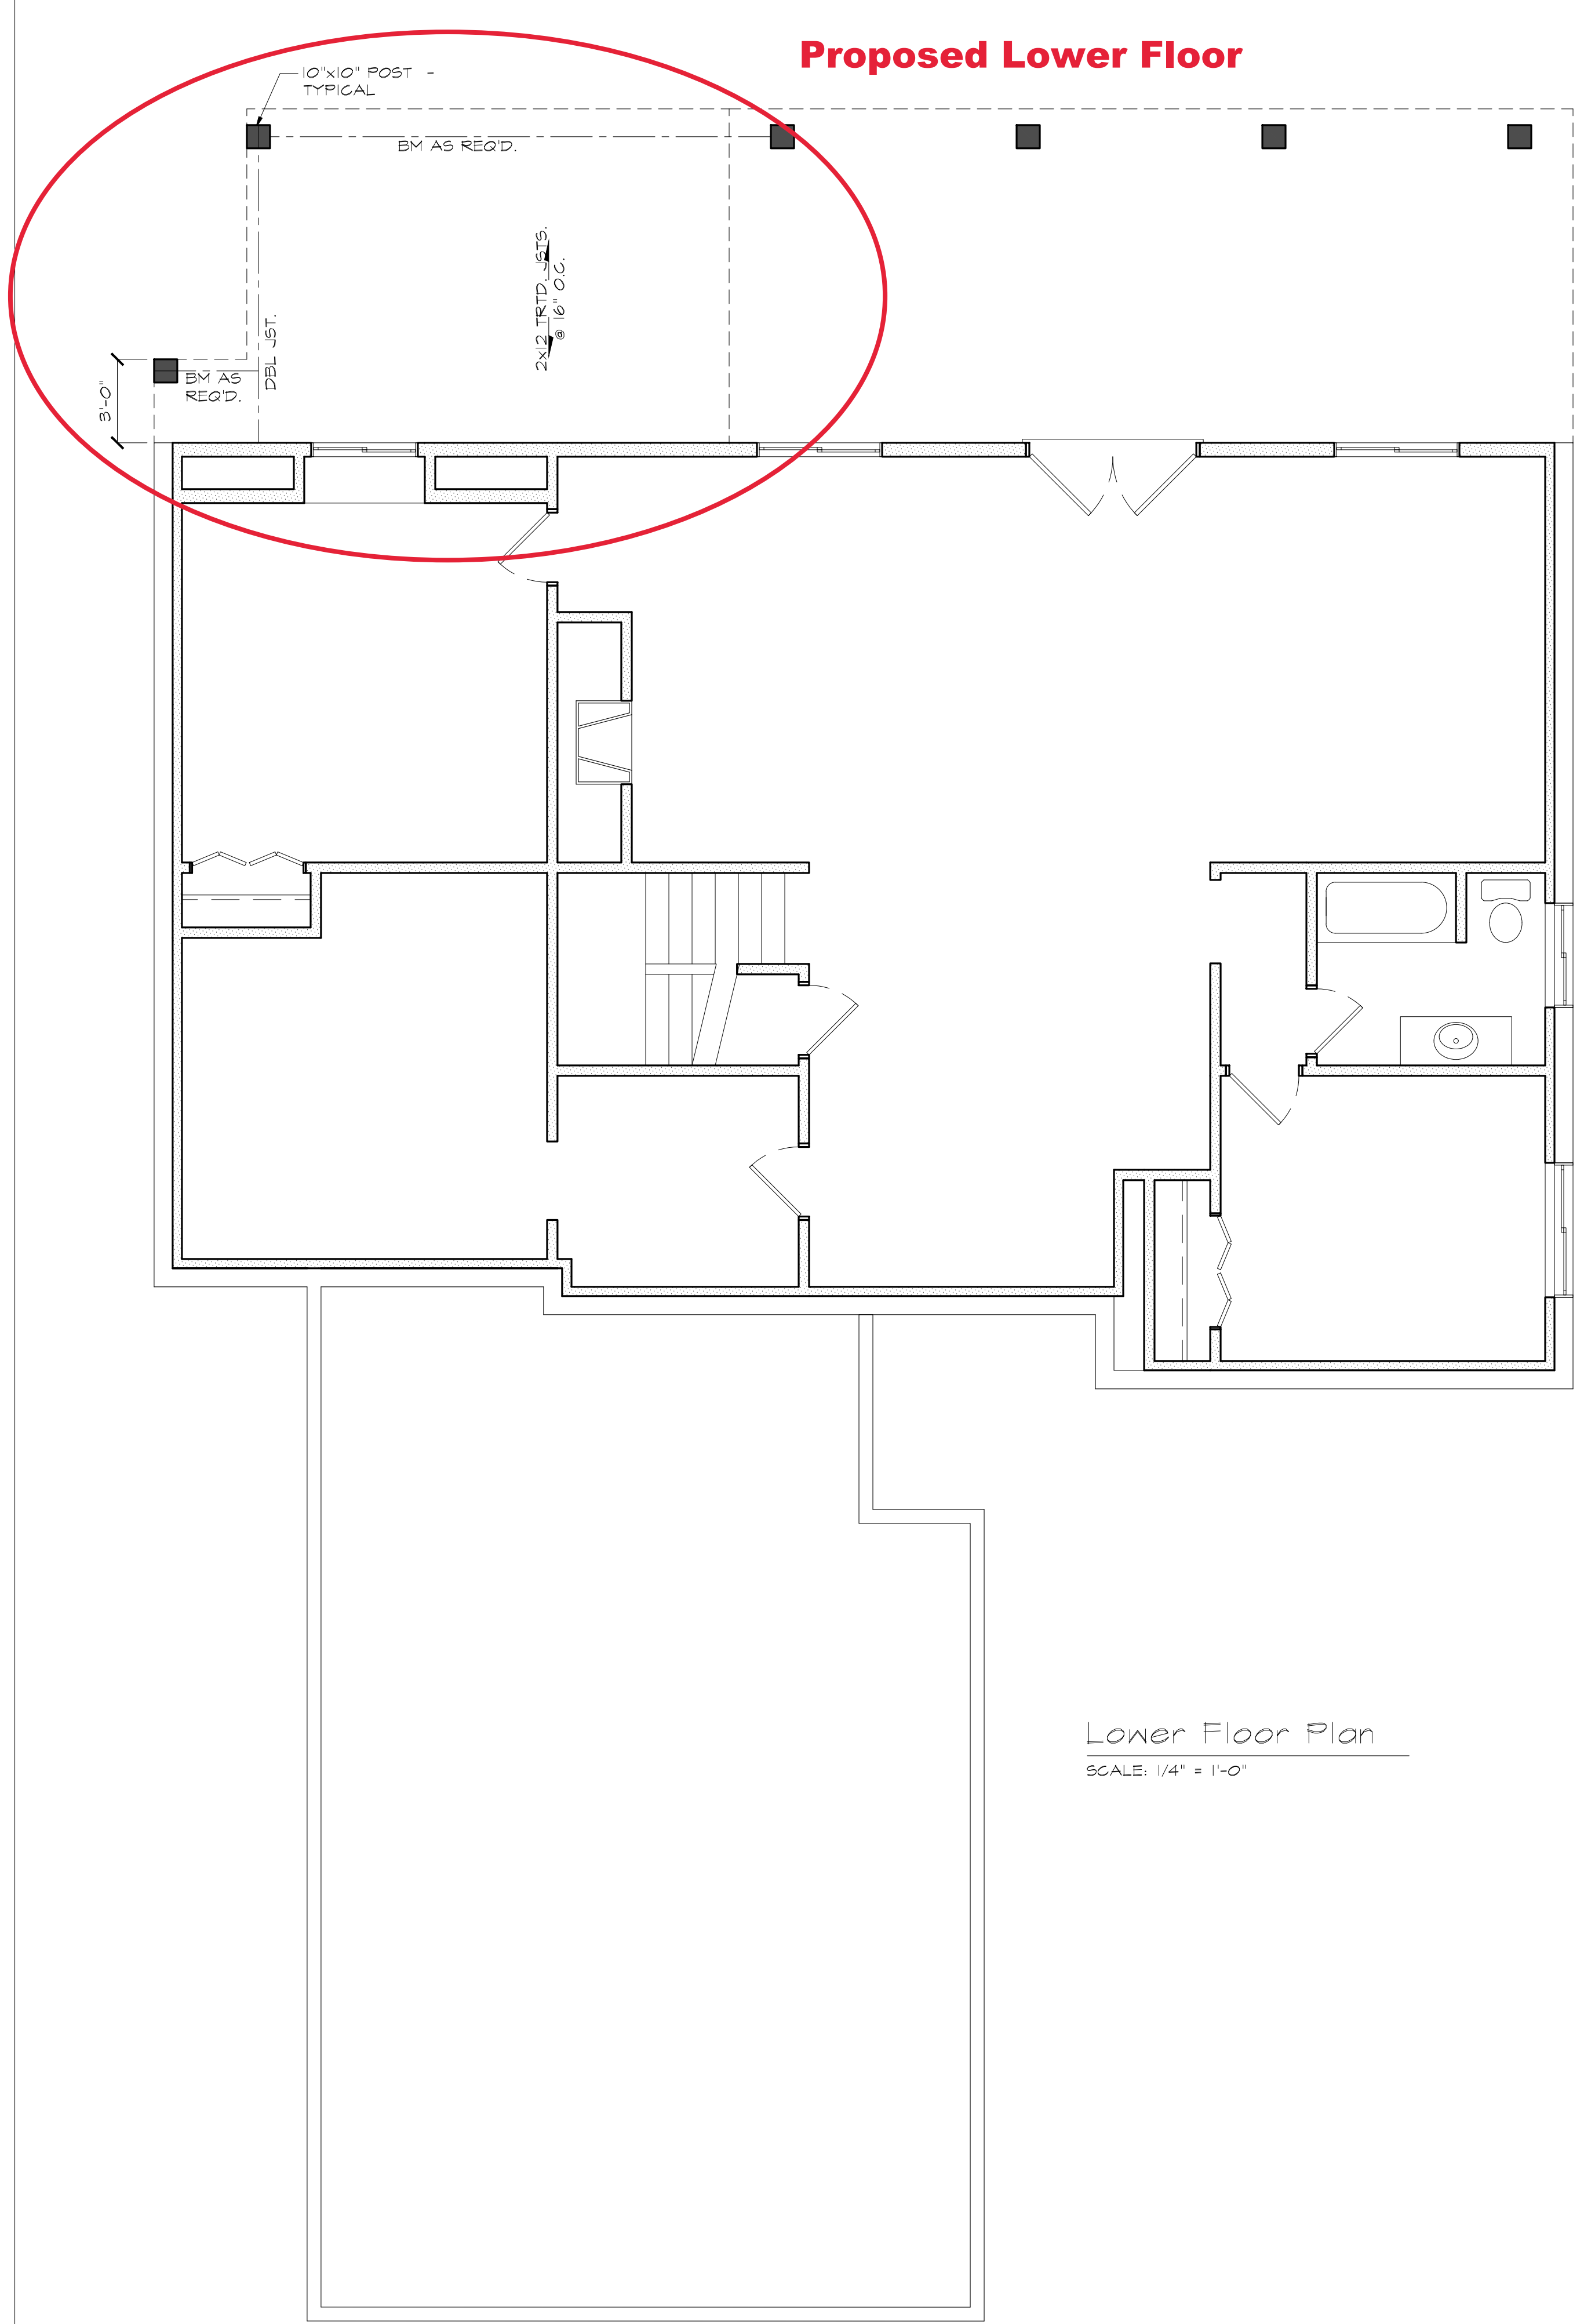 Proposed Lower Floor
10"x10" POST -
TYPICAL
BM AS REQ'D.
2x12 TRTD. JSTS.
@ 16" O.C.
DBL JST.
BM AS
REQ'D.
3'-0"
Lower Floor Plan
SCALE: 1/4" = 1'-0"